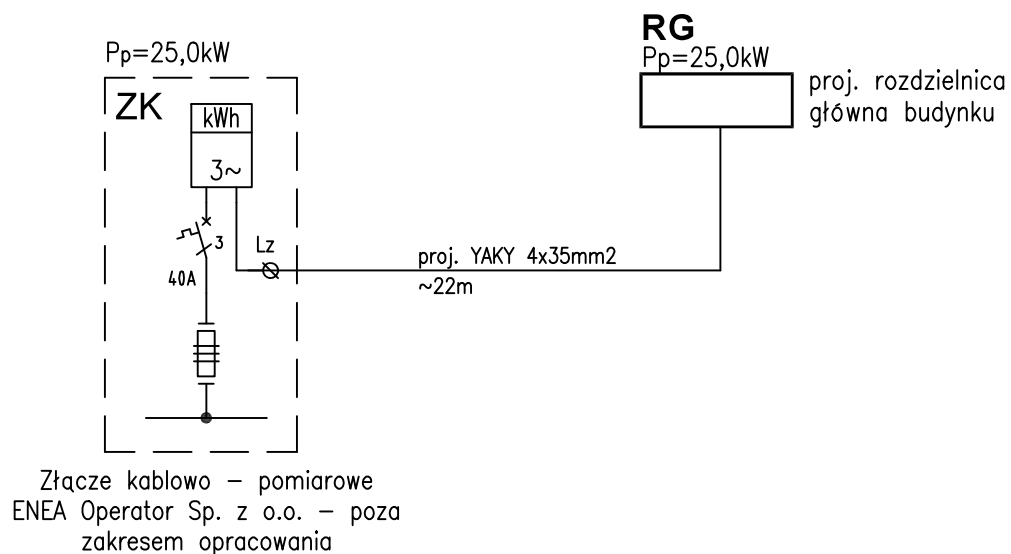 Pp=25,0kW
ZK
kWh
3~
3
40A
Lz
proj. YAKY 4x35mm2
~22m
RG
Pp=25,0kW
proj. rozdzielnica
główna budynku
Złącze kablowo – pomiarowe
ENEA Operator Sp. z o.o. – poza
zakresem opracowania